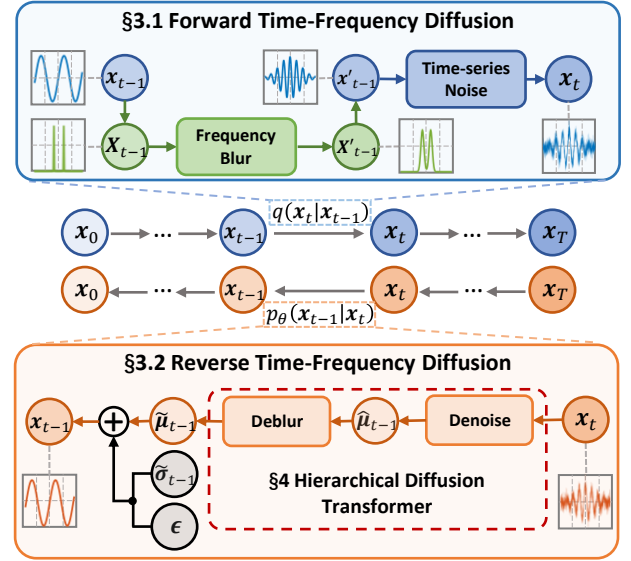 §3.1 Forward Time-Frequency Diffusion
x_{t−1}
x'_{t−1}
Time-series
Noise
x_t
X_{t−1}
Frequency
Blur
X'_{t−1}
q(x_t|x_{t−1})
x_0 ... x_{t−1} x_t ... x_T
x_0 ... x_{t−1} x_t ... x_T
p_θ(x_{t−1}|x_t)
§3.2 Reverse Time-Frequency Diffusion
x_{t−1} + μ̃_{t−1} Deblur μ̂_{t−1} Denoise x_t
σ̃_{t−1}
ϵ
§4 Hierarchical Diffusion
Transformer